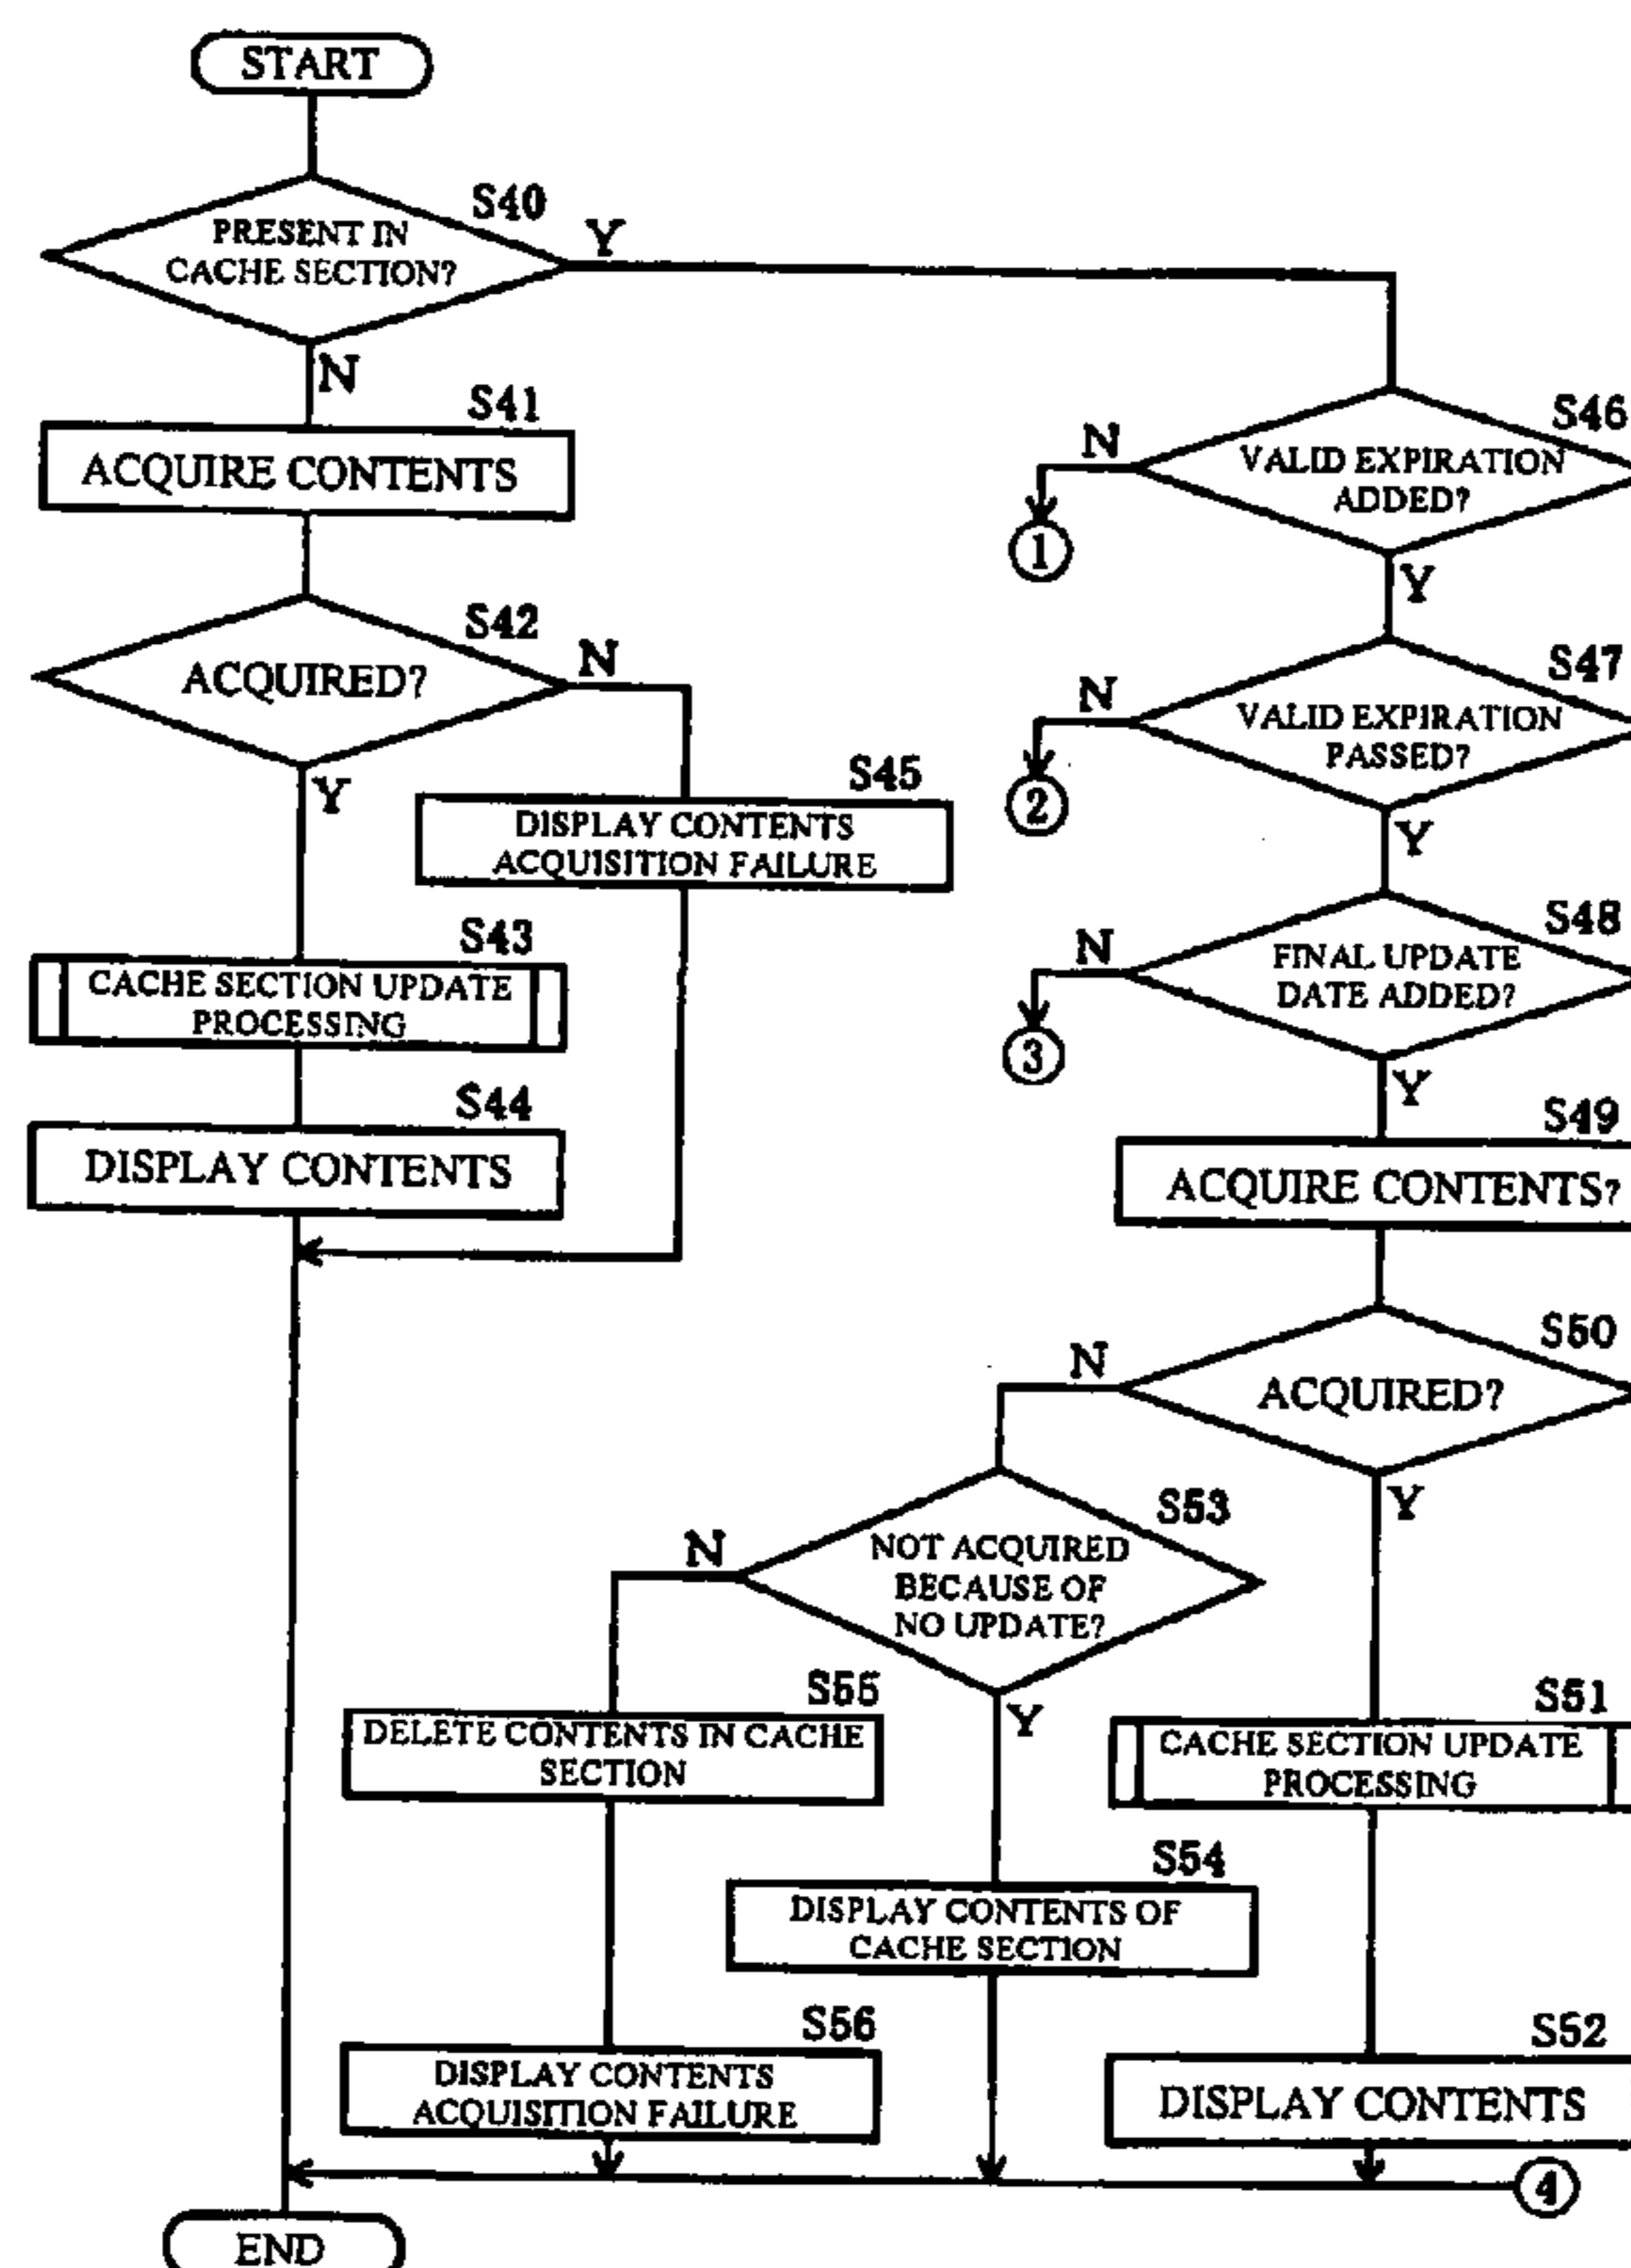 START
S40
PRESENT IN
CACHE SECTION?
Y
N
S41
ACQUIRE CONTENTS
S42
ACQUIRED?
N
Y
S45
DISPLAY CONTENTS
ACQUISITION FAILURE
S43
CACHE SECTION UPDATE
PROCESSING
S44
DISPLAY CONTENTS
S46
VALID EXPIRATION
ADDED?
N
1
Y
S47
VALID EXPIRATION
PASSED?
N
2
Y
S48
FINAL UPDATE
DATE ADDED?
N
3
Y
S49
ACQUIRE CONTENTS?
S50
ACQUIRED?
N
Y
S53
NOT ACQUIRED
BECAUSE OF
NO UPDATE?
N
Y
S55
DELETE CONTENTS IN CACHE
SECTION
S51
CACHE SECTION UPDATE
PROCESSING
S54
DISPLAY CONTENTS OF
CACHE SECTION
S56
DISPLAY CONTENTS
ACQUISITION FAILURE
S52
DISPLAY CONTENTS
4
END